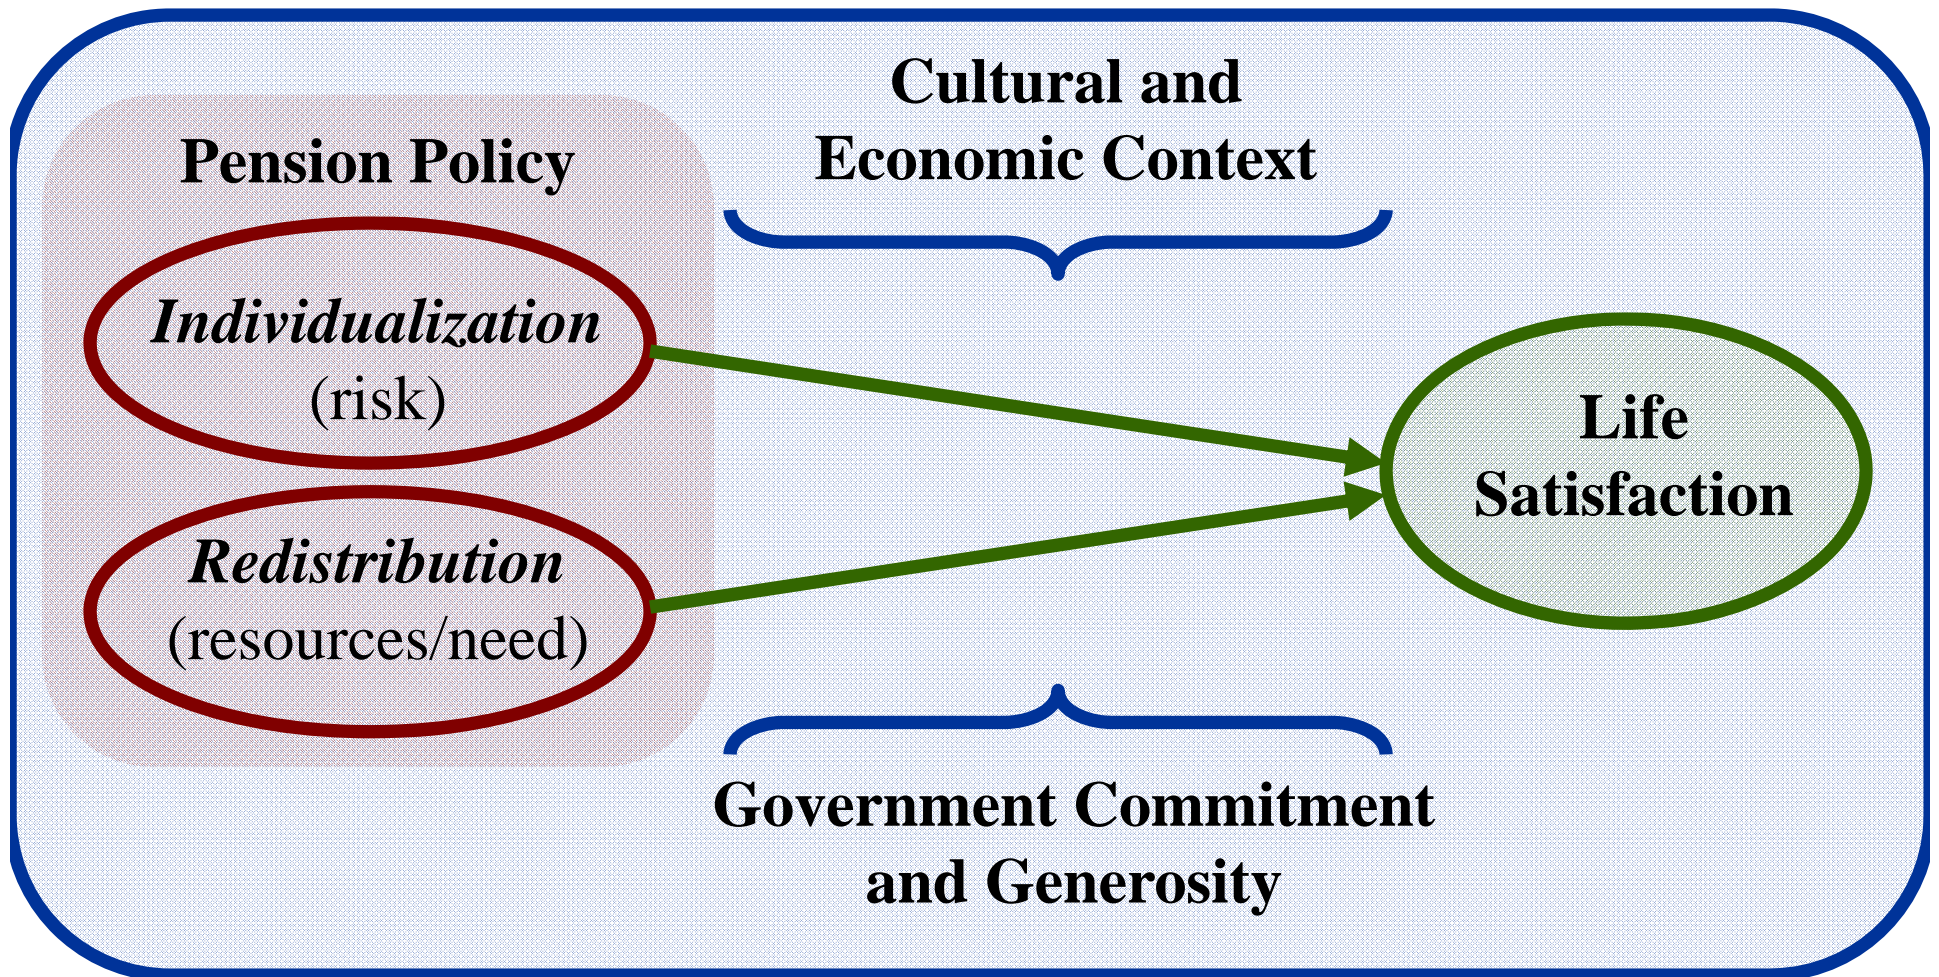 Cultural and
Economic Context
Pension Policy
Individualization
(risk)
Redistribution
(resources/need)
Life
Satisfaction
Government Commitment
and Generosity